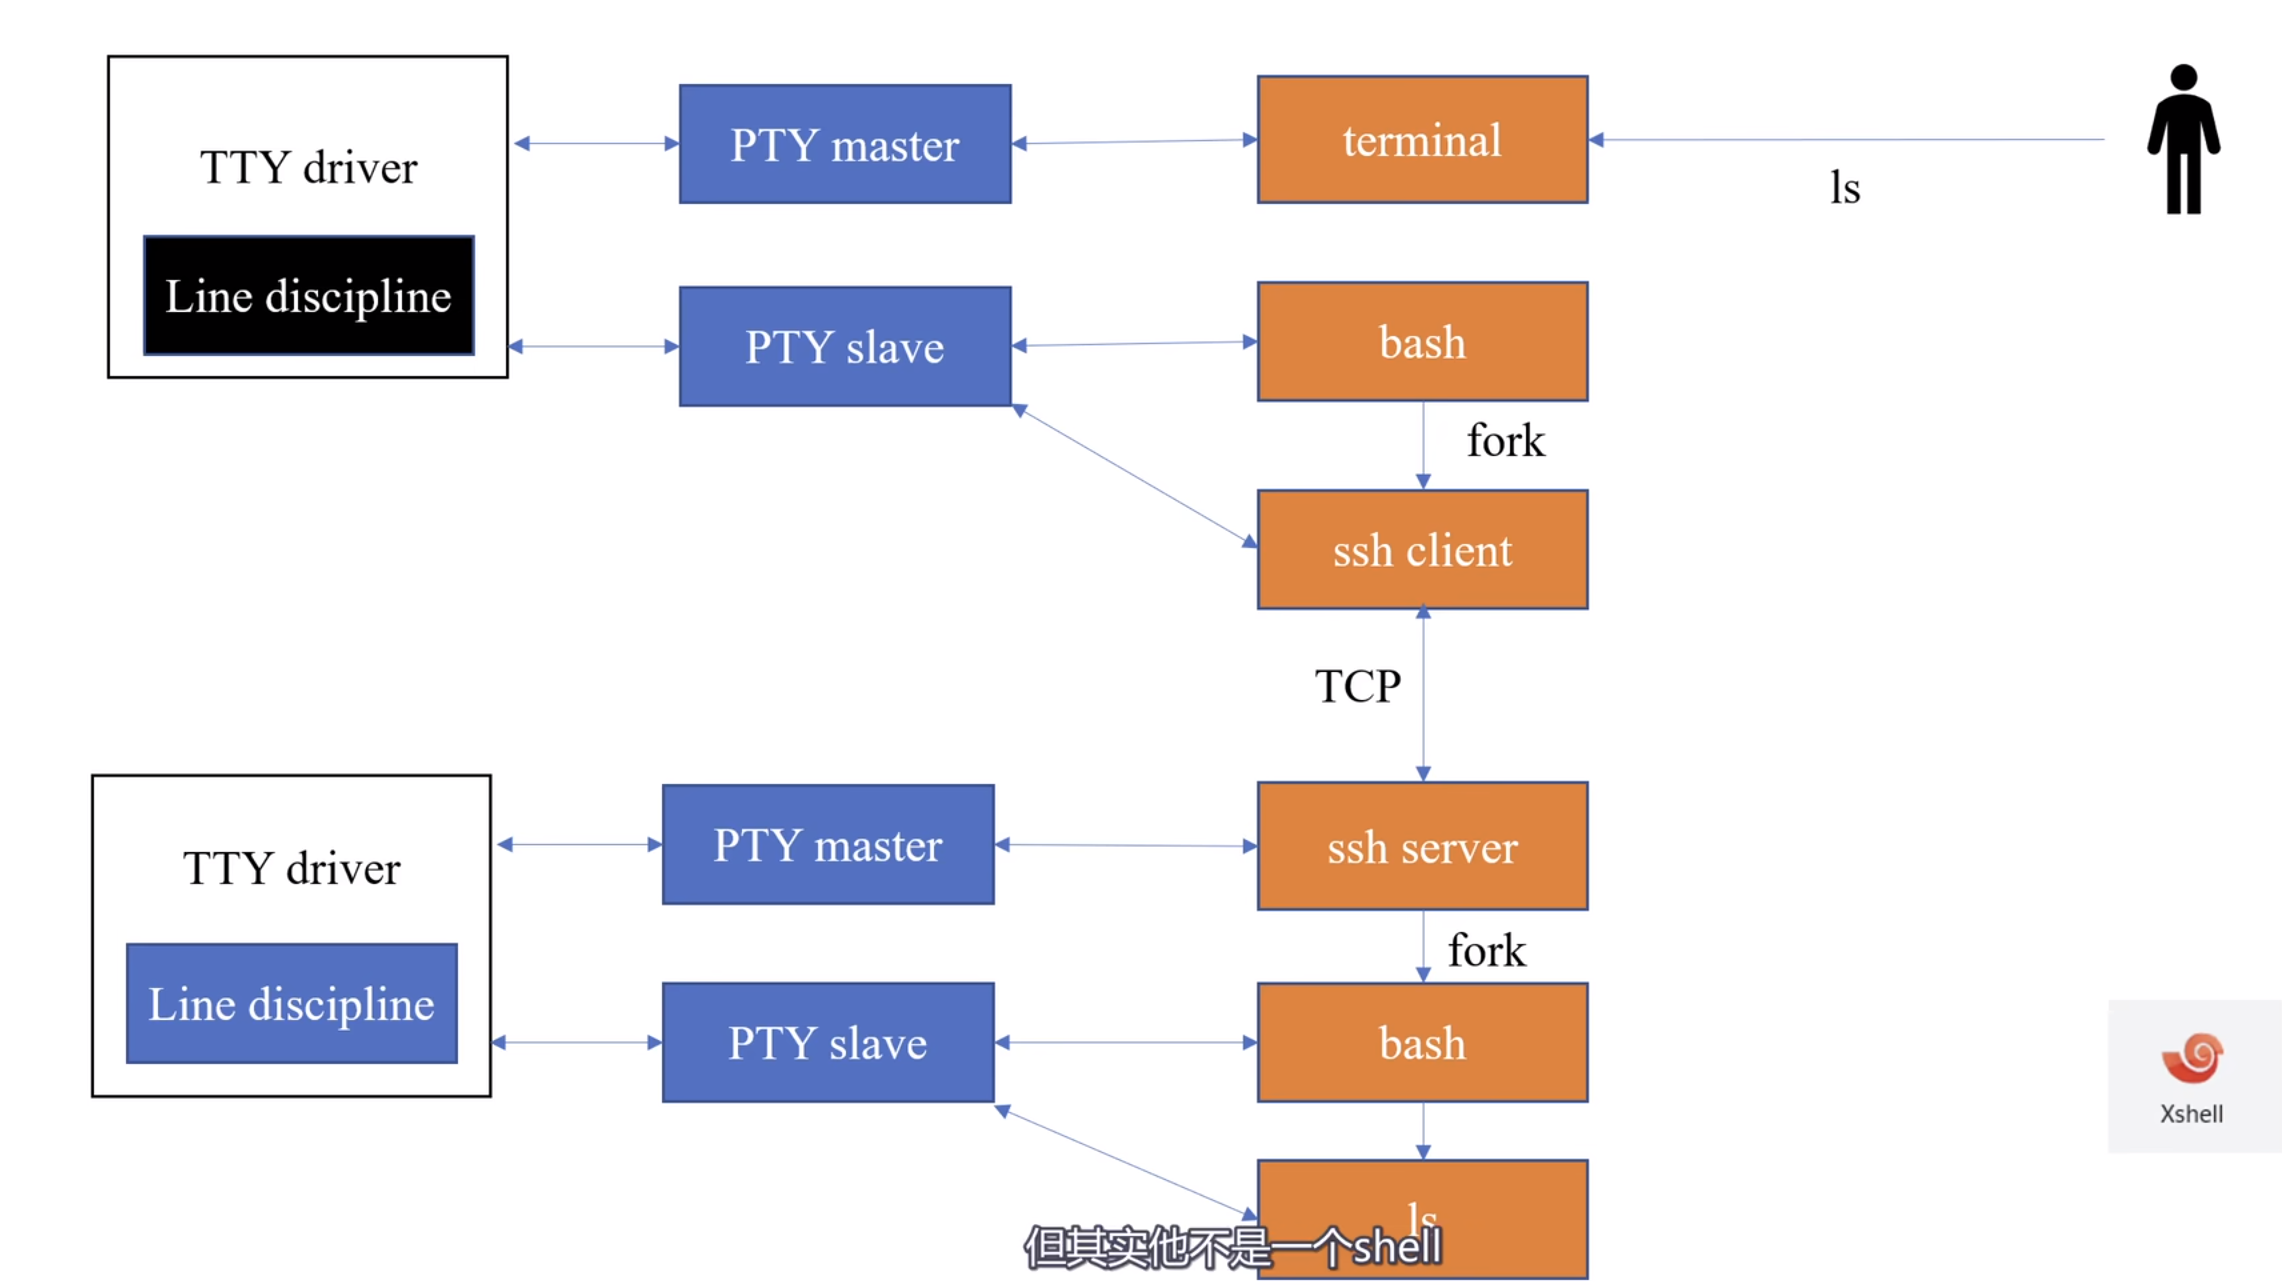 TTY driver
Line discipline
PTY master
terminal
ls
PTY slave
bash
fork
ssh client
TCP
TTY driver
Line discipline
PTY master
ssh server
fork
PTY slave
bash
ls
Xshell
但其实他不是一个shell